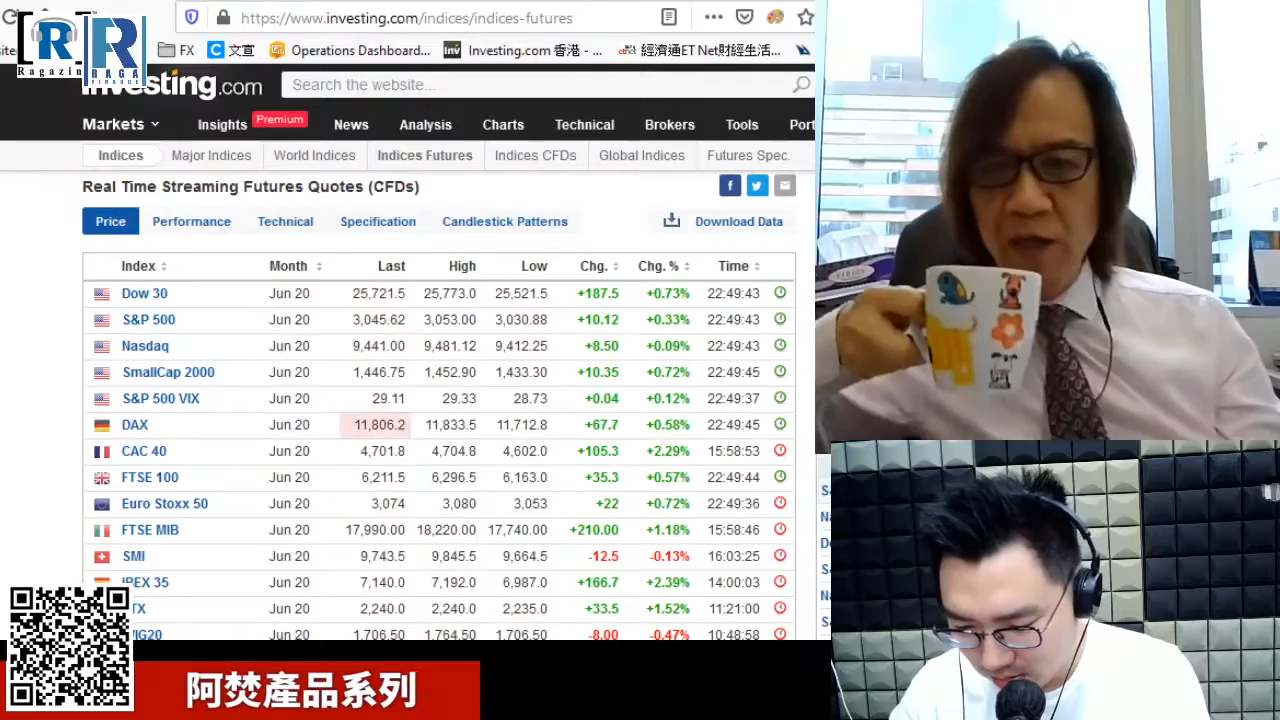 https://www.investing.com/indices/indices-futures
FX
文宣
Operations Dashboard...
Inv
Investing.com 香港 - ...
經濟通ET Net財經生活...
[R
Ragazin
R
RAGA
FINANCE
investing.com
Search the website...
Markets
Insights
Premium
News
Analysis
Charts
Technical
Brokers
Tools
Port
Indices
Major Indices
World Indices
Indices Futures
Indices CFDs
Global Indices
Futures Spec.
Real Time Streaming Futures Quotes (CFDs)
Price
Performance
Technical
Specification
Candlestick Patterns
Download Data
Index Month Last High Low Chg. Chg. % Time
Dow 30 Jun 20 25,721.5 25,773.0 25,521.5 +187.5 +0.73% 22:49:43
S&P 500 Jun 20 3,045.62 3,053.00 3,030.88 +10.12 +0.33% 22:49:43
Nasdaq Jun 20 9,441.00 9,481.12 9,412.25 +8.50 +0.09% 22:49:43
SmallCap 2000 Jun 20 1,446.75 1,452.90 1,433.30 +10.35 +0.72% 22:49:45
S&P 500 VIX Jun 20 29.11 29.33 28.73 +0.04 +0.12% 22:49:37
DAX Jun 20 11,806.2 11,833.5 11,712.8 +67.7 +0.58% 22:49:45
CAC 40 Jun 20 4,701.8 4,704.8 4,602.0 +105.3 +2.29% 15:58:53
FTSE 100 Jun 20 6,211.5 6,296.5 6,163.0 +35.3 +0.57% 22:49:44
Euro Stoxx 50 Jun 20 3,074 3,080 3,053 +22 +0.72% 22:49:36
FTSE MIB Jun 20 17,990.00 18,220.00 17,740.00 +210.00 +1.18% 15:58:46
SMI Jun 20 9,743.5 9,845.5 9,664.5 -12.5 -0.13% 16:03:25
IPEX 35 Jun 20 7,140.0 7,192.0 6,987.0 +166.7 +2.39% 14:00:03
TX Jun 20 2,240.0 2,240.0 2,235.0 +33.5 +1.52% 11:21:00
WIG20 Jun 20 1,706.50 1,764.50 1,706.50 -8.00 -0.47% 10:48:58
阿焚產品系列